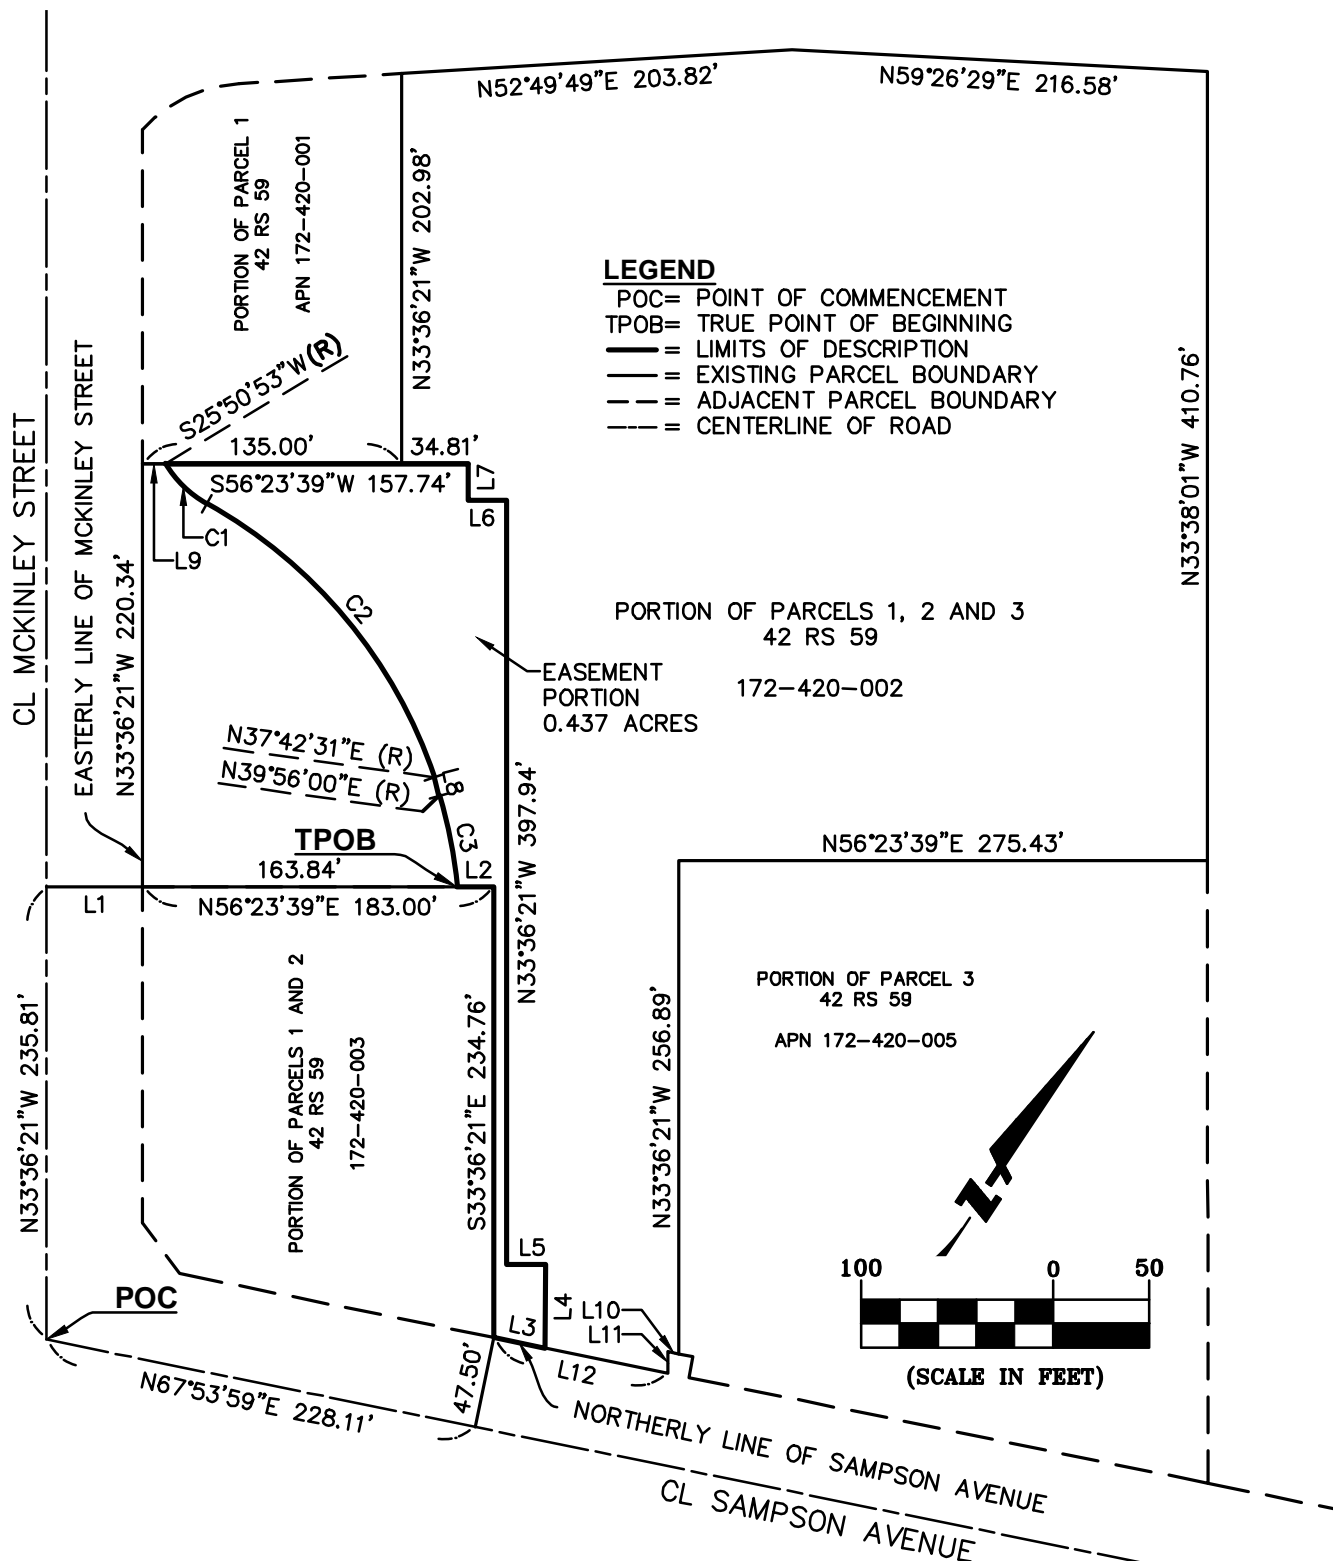 N52°49'49"E 203.82'
N59°26'29"E 216.58'
PORTION OF PARCEL 1
42 RS 59
APN 172-420-001
N33°36'21"W 202.98'
LEGEND
POC= POINT OF COMMENCEMENT
TPOB= TRUE POINT OF BEGINNING
= LIMITS OF DESCRIPTION
= EXISTING PARCEL BOUNDARY
= ADJACENT PARCEL BOUNDARY
= CENTERLINE OF ROAD
N33°38'01"W 410.76'
S25°50'53"W (R)
135.00'
34.81'
S56°23'39"W 157.74'
L7
L6
C1
L9
CL MCKINLEY STREET
EASTERLY LINE OF MCKINLEY STREET
N33°36'21"W 220.34'
C2
PORTION OF PARCELS 1, 2 AND 3
42 RS 59
172-420-002
EASEMENT
PORTION
0.437 ACRES
N37°42'31"E (R)
N39°56'00"E (R)
L8
C3
TPOB
163.84'
L2
L1
N56°23'39"E 183.00'
N33°36'21"W 397.94'
N56°23'39"E 275.43'
PORTION OF PARCELS 1 AND 2
42 RS 59
172-420-003
N33°36'21"W 235.81'
S33°36'21"E 234.76'
N33°36'21"W 256.89'
PORTION OF PARCEL 3
42 RS 59
APN 172-420-005
N
L5
L4
L3
L10
L11
L12
POC
N67°53'59"E 228.11'
47.50'
100 0 50
(SCALE IN FEET)
NORTHERLY LINE OF SAMPSON AVENUE
CL SAMPSON AVENUE